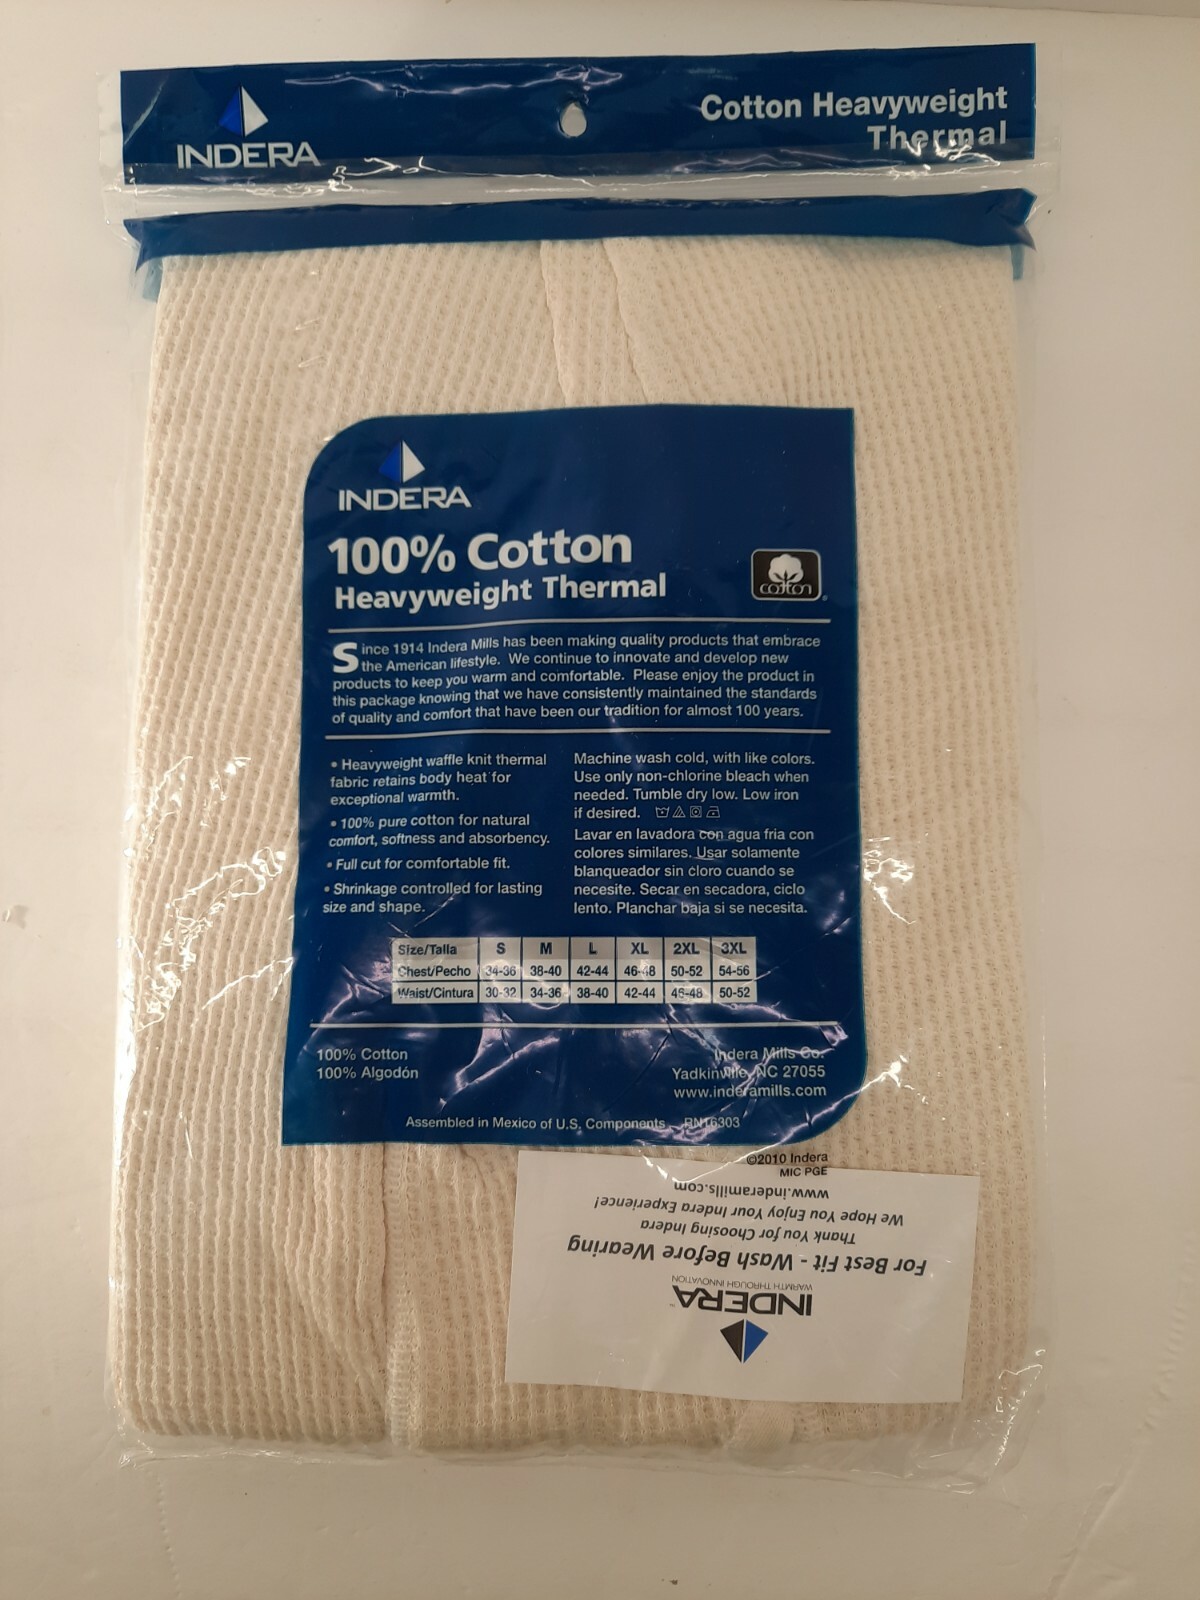 INDERA
Cotton Heavyweight
Thermal
INDERA
100% Cotton
Heavyweight Thermal
cotton
®
Since 1914 Indera Mills has been making quality products that embrace
the American lifestyle. We continue to innovate and develop new
products to keep you warm and comfortable. Please enjoy the product in
this package knowing that we have consistently maintained the standards
of quality and comfort that have been our tradition for almost 100 years.
• Heavyweight waffle knit thermal
fabric retains body heat for
exceptional warmth.
• 100% pure cotton for natural
comfort, softness and absorbency.
• Full cut for comfortable fit.
• Shrinkage controlled for lasting
size and shape.
Machine wash cold, with like colors.
Use only non-chlorine bleach when
needed. Tumble dry low. Low iron
if desired.
Lavar en lavadora con agua fria con
colores similares. Usar solamente
blanqueador sin cloro cuando se
necesite. Secar en secadora, ciclo
lento. Planchar baja si se necesita.
Size/Talla S M L XL 2XL 3XL
Chest/Pecho 34-36 38-40 42-44 46-48 50-52 54-56
Waist/Cintura 30-32 34-36 38-40 42-44 46-48 50-52
100% Cotton
100% Algodón
Indera Mills Co.
Yadkinville, NC 27055
www.inderamills.com
Assembled in Mexico of U.S. Components RN16303
©2010 Indera
MIC PGE
INDERA™
WARMTH THROUGH INNOVATION
For Best Fit - Wash Before Wearing
Thank You for Choosing Indera
We Hope You Enjoy Your Indera Experience!
www.inderamills.com